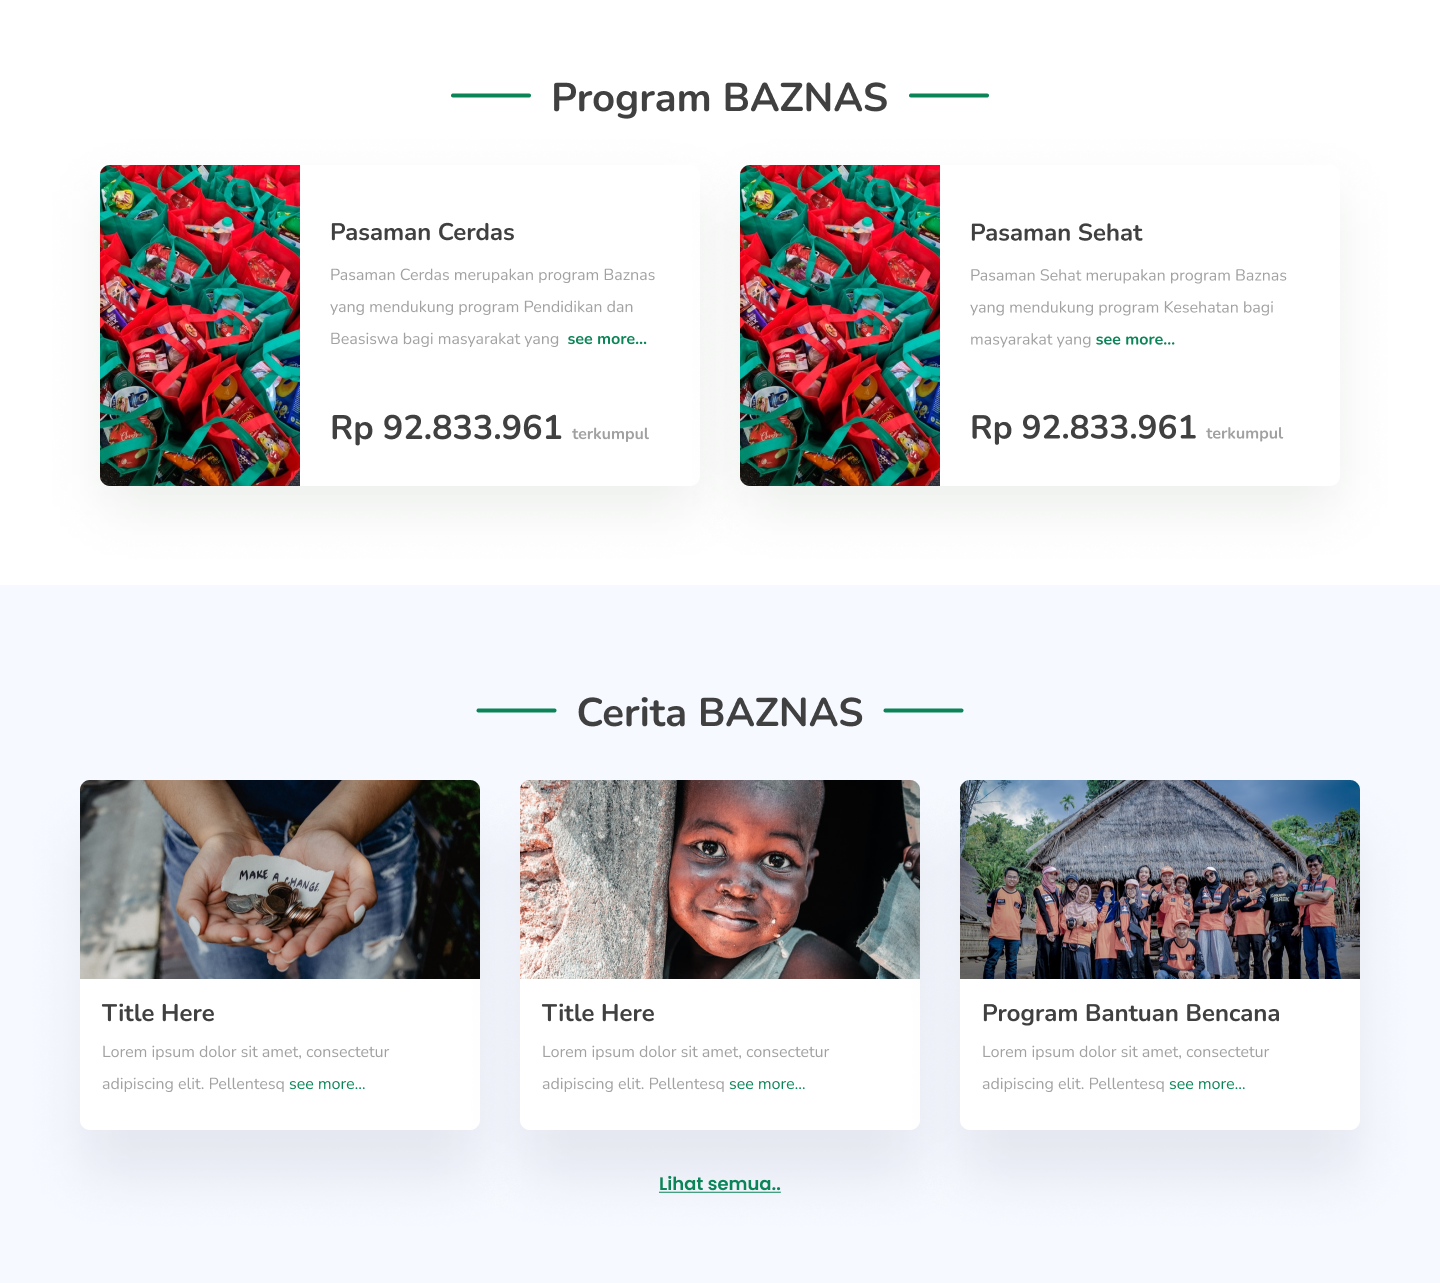 Program BAZNAS
Pasaman Cerdas
Pasaman Cerdas merupakan program Baznas
yang mendukung program Pendidikan dan
Beasiswa bagi masyarakat yang see more...
Rp 92.833.961 terkumpul
Pasaman Sehat
Pasaman Sehat merupakan program Baznas
yang mendukung program Kesehatan bagi
masyarakat yang see more...
Rp 92.833.961 terkumpul
Cerita BAZNAS
MAKE A CHANGE.
Title Here
Lorem ipsum dolor sit amet, consectetur
adipiscing elit. Pellentesq see more...
Title Here
Lorem ipsum dolor sit amet, consectetur
adipiscing elit. Pellentesq see more...
Program Bantuan Bencana
Lorem ipsum dolor sit amet, consectetur
adipiscing elit. Pellentesq see more...
Lihat semua..